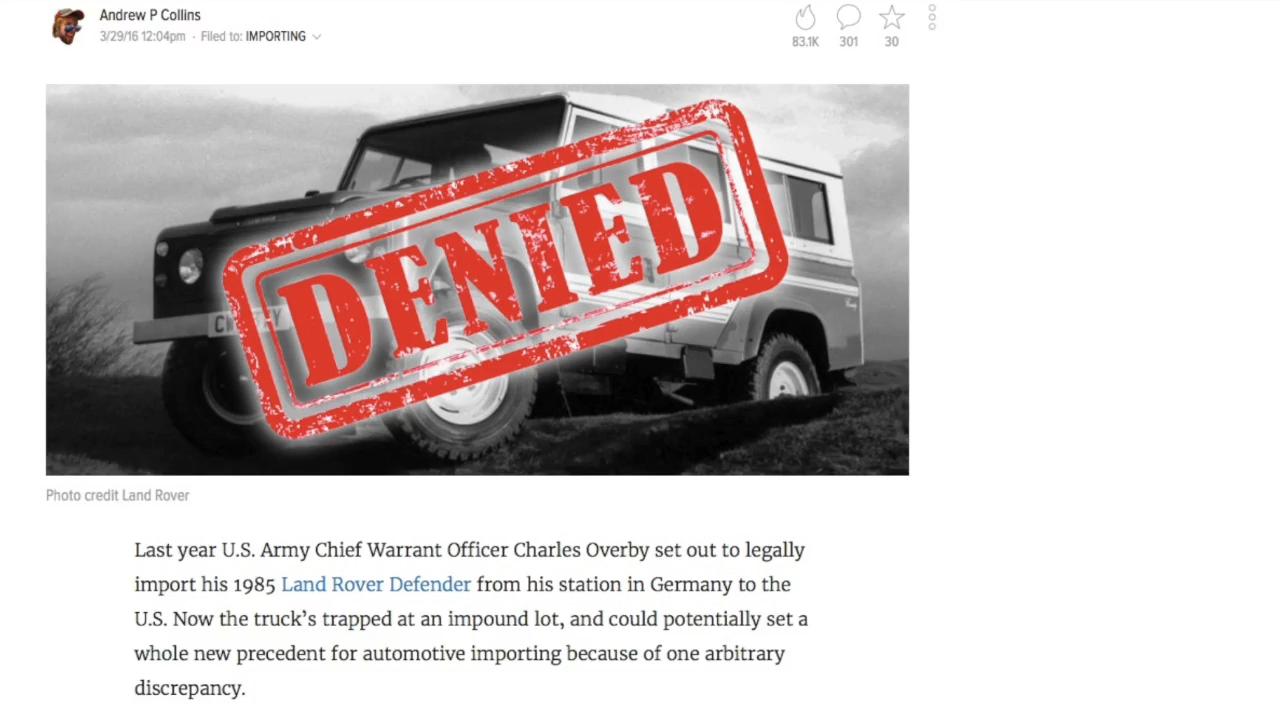 Andrew P Collins
3/29/16 12:04pm · Filed to: IMPORTING
83.1K 301 30
DENIED
Photo credit Land Rover
Last year U.S. Army Chief Warrant Officer Charles Overby set out to legally
import his 1985 Land Rover Defender from his station in Germany to the
U.S. Now the truck’s trapped at an impound lot, and could potentially set a
whole new precedent for automotive importing because of one arbitrary
discrepancy.